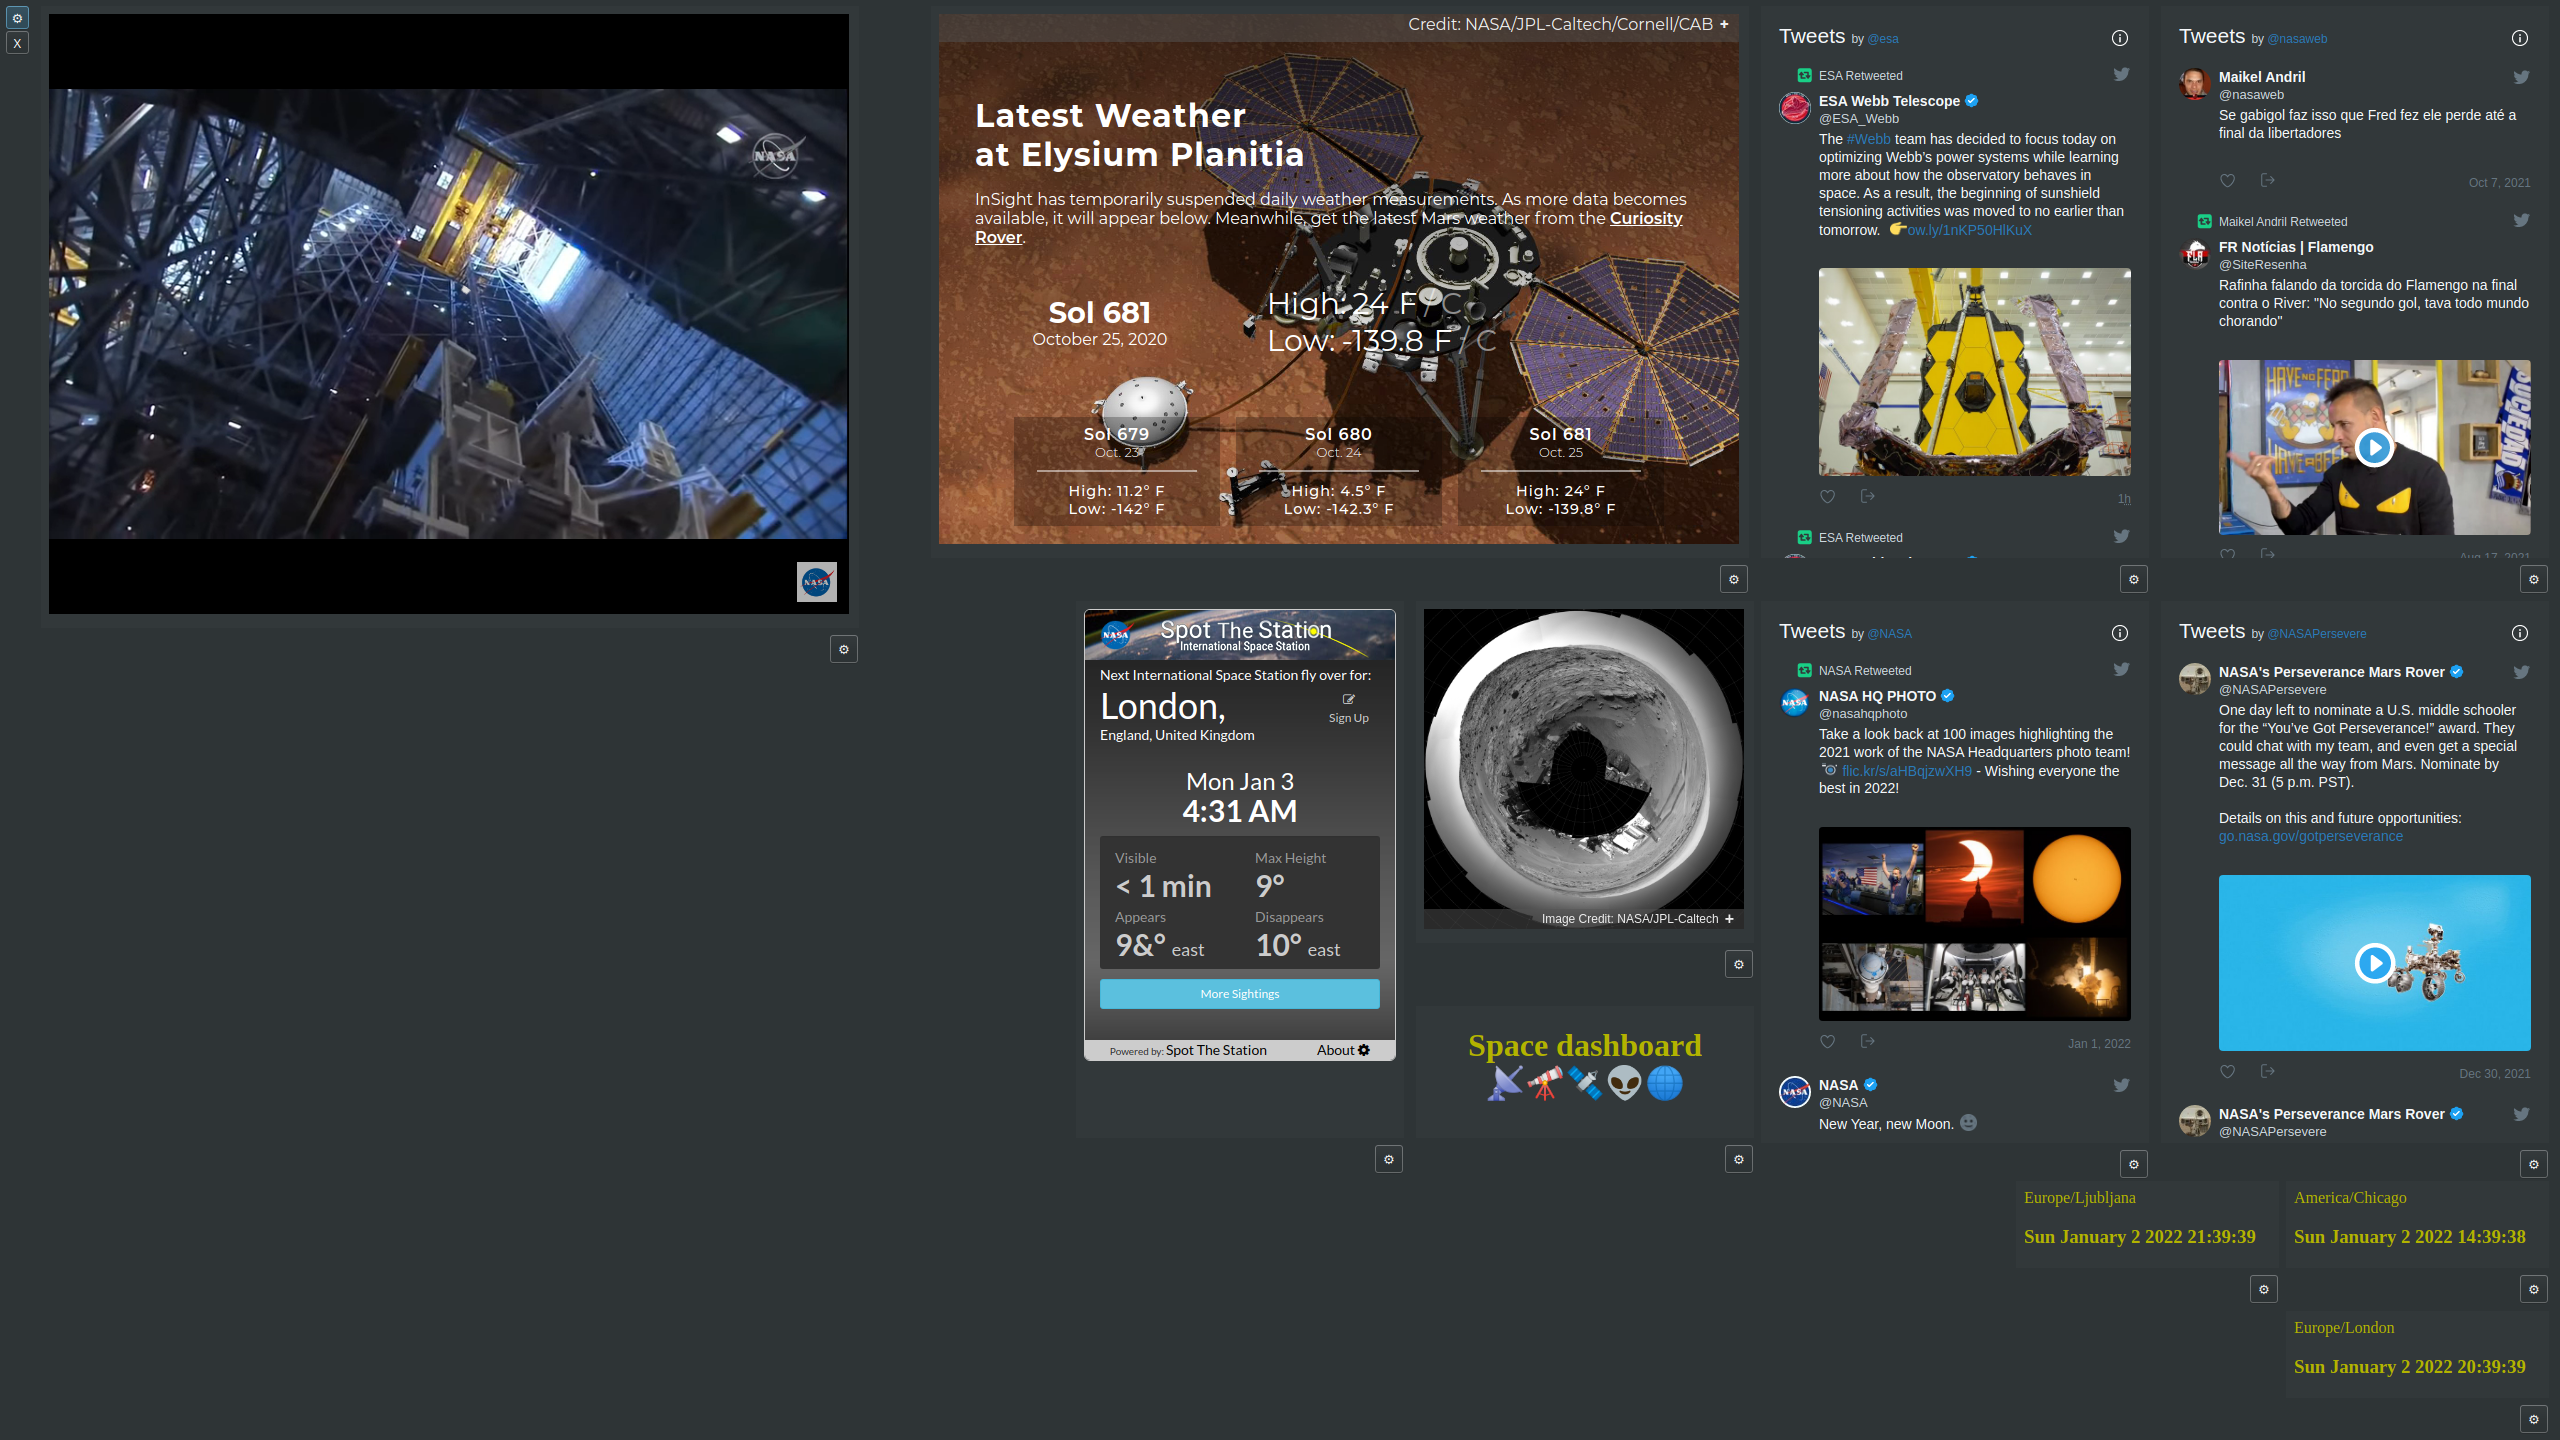 ⚙
X
NASA
NASA
⚙
Credit: NASA/JPL-Caltech/Cornell/CAB +
Latest Weather
at Elysium Planitia
InSight has temporarily suspended daily weather measurements. As more data becomes
available, it will appear below. Meanwhile, get the latest Mars weather from the Curiosity
Rover.
Sol 681
October 25, 2020
High: 24 F / C
Low: -139.8 F / C
Sol 679
Oct. 23
High: 11.2° F
Low: -142° F
Sol 680
Oct. 24
High: 4.5° F
Low: -142.3° F
Sol 681
Oct. 25
High: 24° F
Low: -139.8° F
⚙
Tweets by @esa
ESA Retweeted
ESA Webb Telescope
@ESA_Webb
The #Webb team has decided to focus today on
optimizing Webb's power systems while learning
more about how the observatory behaves in
space. As a result, the beginning of sunshield
tensioning activities was moved to no earlier than
tomorrow. 👉ow.ly/1nKP50HlKuX
1h
ESA Retweeted
⚙
Tweets by @nasaweb
Maikel Andril
@nasaweb
Se gabigol faz isso que Fred fez ele perde até a
final da libertadores
Oct 7, 2021
Maikel Andril Retweeted
FR Notícias | Flamengo
@SiteResenha
Rafinha falando da torcida do Flamengo na final
contra o River: "No segundo gol, tava todo mundo
chorando"
HAVE NO FEAR
Aug 17, 2021
⚙
NASA
Spot The Station
International Space Station
Next International Space Station fly over for:
London,
Sign Up
England, United Kingdom
Mon Jan 3
4:31 AM
Visible
Max Height
< 1 min
9°
Appears
Disappears
9&° east
10° east
More Sightings
Powered by: Spot The Station
About
⚙
Image Credit: NASA/JPL-Caltech +
⚙
Space dashboard
📡🔭🛰👽🌐
⚙
Tweets by @NASA
NASA Retweeted
NASA HQ PHOTO
@nasahqphoto
Take a look back at 100 images highlighting the
2021 work of the NASA Headquarters photo team!
📸 flic.kr/s/aHBqjzwXH9 - Wishing everyone the
best in 2022!
Jan 1, 2022
NASA
@NASA
New Year, new Moon. 🌚
⚙
Tweets by @NASAPersevere
NASA's Perseverance Mars Rover
@NASAPersevere
One day left to nominate a U.S. middle schooler
for the “You’ve Got Perseverance!” award. They
could chat with my team, and even get a special
message all the way from Mars. Nominate by
Dec. 31 (5 p.m. PST).
Details on this and future opportunities:
go.nasa.gov/gotperseverance
Dec 30, 2021
NASA's Perseverance Mars Rover
@NASAPersevere
⚙
Europe/Ljubljana
Sun January 2 2022 21:39:39
⚙
America/Chicago
Sun January 2 2022 14:39:38
⚙
Europe/London
Sun January 2 2022 20:39:39
⚙